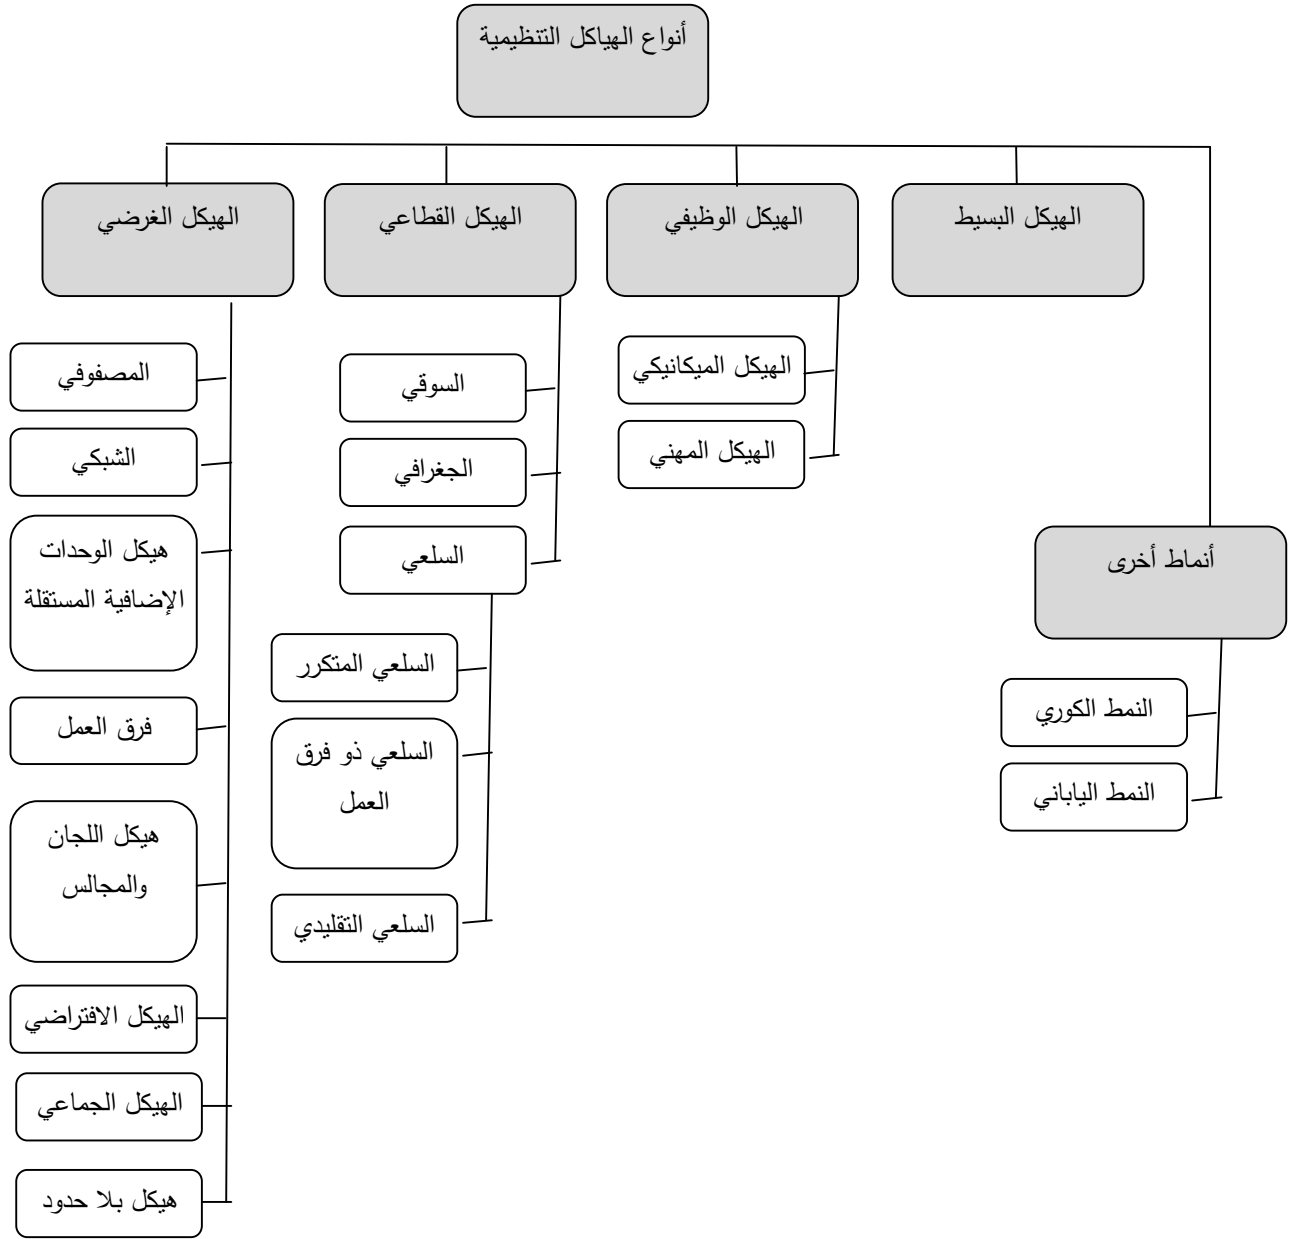 أنواع الهياكل التنظيمية
الهيكل البسيط
الهيكل الوظيفي
الهيكل القطاعي
الهيكل الغرضي
أنماط أخرى
النمط الكوري
النمط الياباني
الهيكل الميكانيكي
الهيكل المهني
السوقي
الجغرافي
السلعي
السلعي المتكرر
السلعي ذو فرق
العمل
السلعي التقليدي
المصفوفي
الشبكي
هيكل الوحدات
الإضافية المستقلة
فرق العمل
هيكل اللجان
والمجالس
الهيكل الافتراضي
الهيكل الجماعي
هيكل بلا حدود